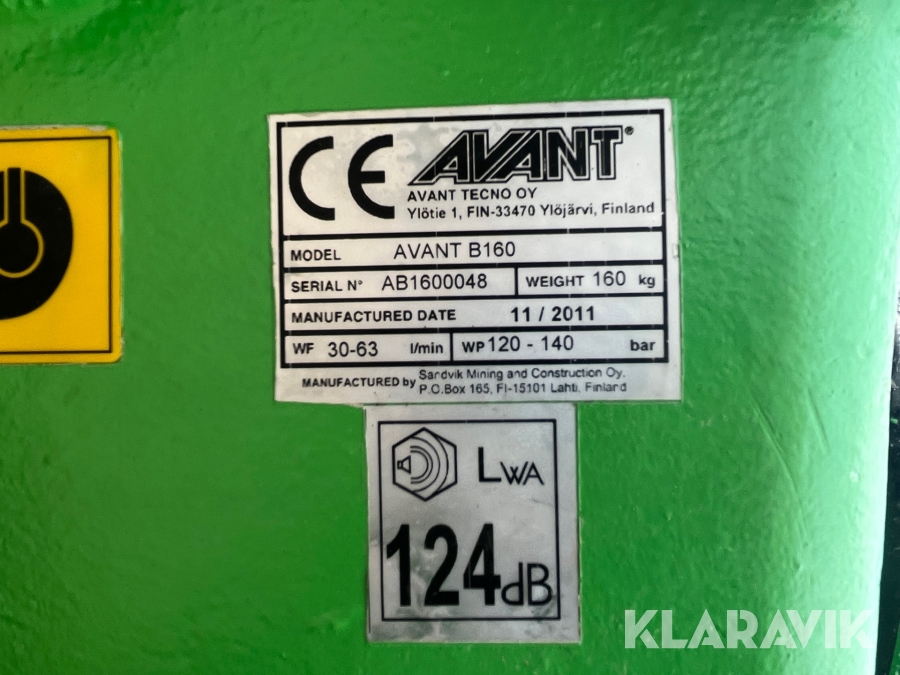 CE AVANT®
AVANT TECNO OY
Ylötie 1, FIN-33470 Ylöjärvi, Finland
MODEL AVANT B160
SERIAL N° AB1600048 WEIGHT 160 kg
MANUFACTURED DATE 11 / 2011
WF 30-63 l/min WP 120 - 140 bar
MANUFACTURED by Sandvik Mining and Construction Oy.
P.O.Box 165, FI-15101 Lahti, Finland
LWA
124dB
KLARAVIK